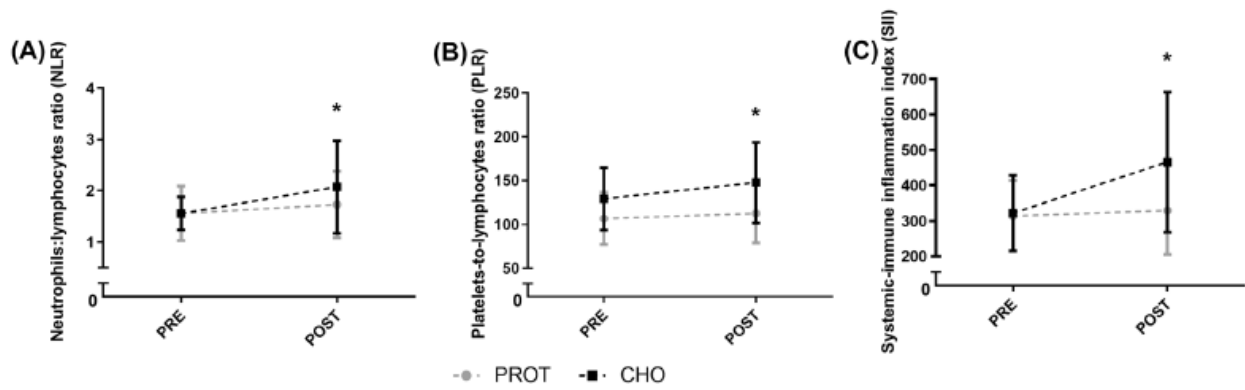 (A)
Neutrophils:lymphocytes ratio (NLR)
4
3
2
1
0
*
PRE
POST
(B)
Platelets-to-lymphocytes ratio (PLR)
250
200
150
100
50
0
*
PRE
POST
(C)
Systemic-immune inflammation index (SII)
700
600
500
400
300
200
0
*
PRE
POST
PROT CHO